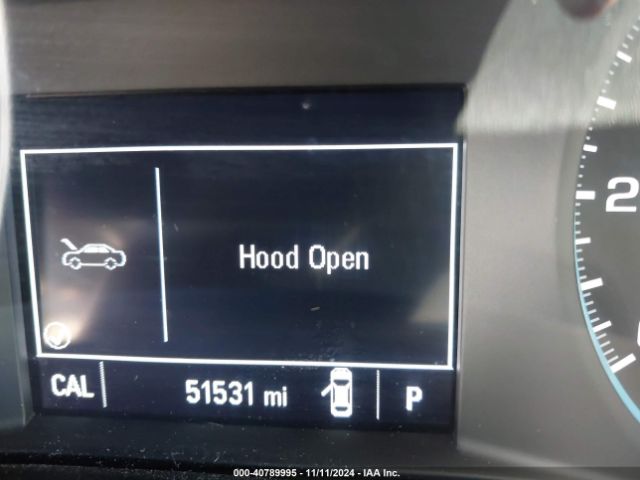 Hood Open
2
CAL 51531 mi P
000-40789995 - 11/11/2024 - IAA Inc.